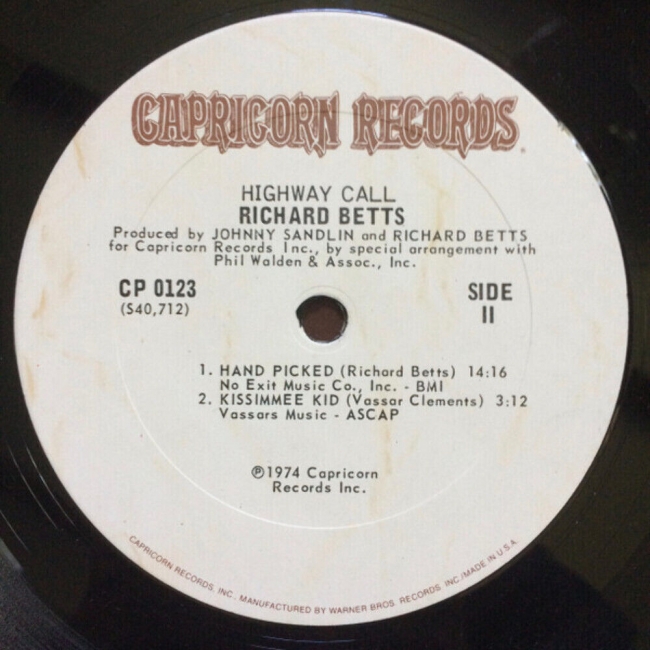 CAPRICORN RECORDS.
HIGHWAY CALL
RICHARD BETTS
Produced by JOHNNY SANDLIN and RICHARD BETTS
for Capricorn Records Inc., by special arrangement with
Phil Walden & Assoc., Inc.
CP 0123
(S40,712)
SIDE
II
1. HAND PICKED (Richard Betts) 14:16
No Exit Music Co., Inc. - BMI
2. KISSIMMEE KID (Vassar Clements) 3:12
Vassars Music - ASCAP
℗1974 Capricorn
Records Inc.
CAPRICORN RECORDS, INC., MANUFACTURED BY WARNER BROS. RECORDS INC./MADE IN U.S.A.